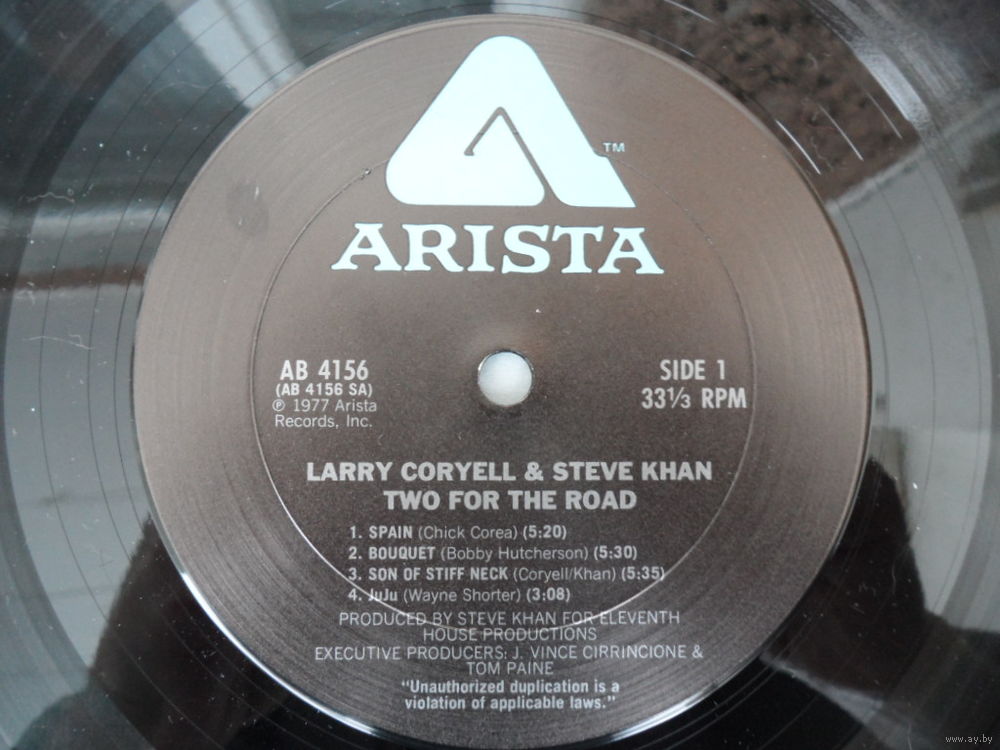 TM
ARISTA
AB 4156
(AB 4156 SA)
℗ 1977 Arista
Records, Inc.
SIDE 1
33⅓ RPM
LARRY CORYELL & STEVE KHAN
TWO FOR THE ROAD
1. SPAIN (Chick Corea) (5:20)
2. BOUQUET (Bobby Hutcherson) (5:30)
3. SON OF STIFF NECK (Coryell/Khan) (5:35)
4. JuJu (Wayne Shorter) (3:08)
PRODUCED BY STEVE KHAN FOR ELEVENTH
HOUSE PRODUCTIONS
EXECUTIVE PRODUCERS: J. VINCE CIRRINCIONE &
TOM PAINE
"Unauthorized duplication is a
violation of applicable laws."
www.ay.by